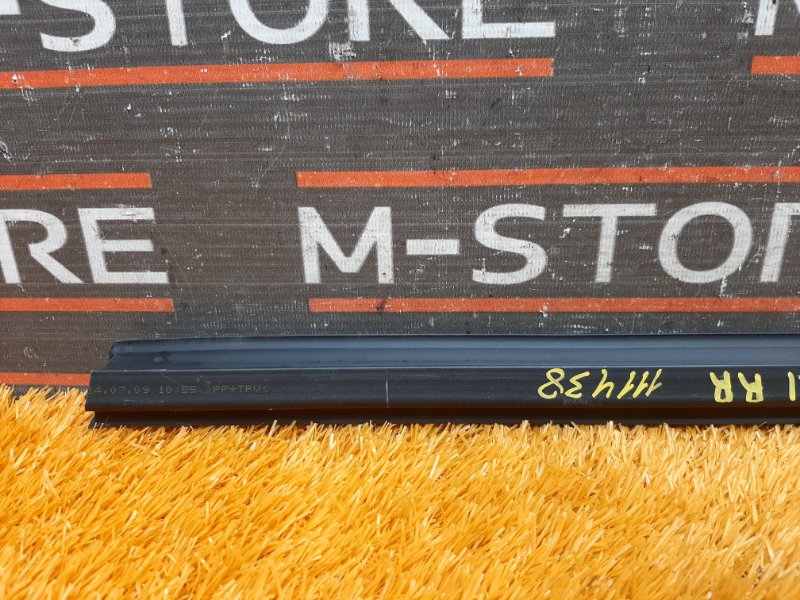 -STORE M
RE M-STOR
4.07.09 10:55 >PP+TPV<
RR 111438